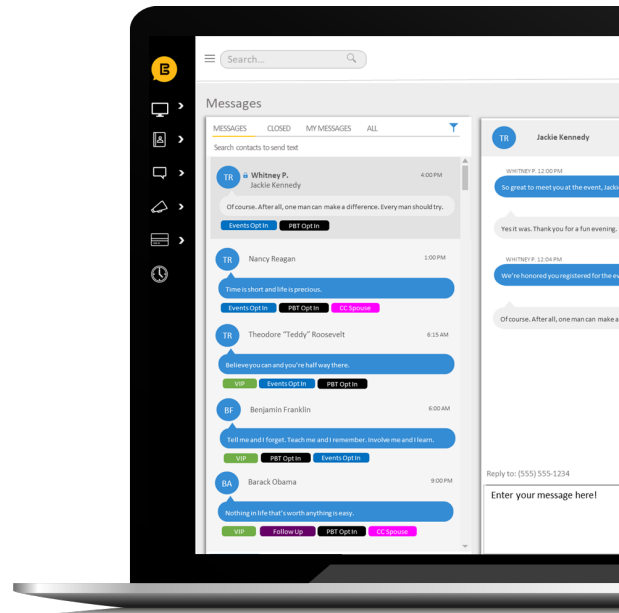 B
Search...
Messages
MESSAGES CLOSED MY MESSAGES ALL
Search contacts to send text
TR Whitney P. 4:00 PM
Jackie Kennedy
Of course. After all, one man can make a difference. Every man should try.
Events Opt In PBT Opt In
TR Nancy Reagan 1:00 PM
Time is short and life is precious.
Events Opt In PBT Opt In CC Spouse
TR Theodore "Teddy" Roosevelt 6:15 AM
Believe you can and you're half way there.
VIP Events Opt In PBT Opt In
BF Benjamin Franklin 6:00 AM
Tell me and I forget. Teach me and I remember. Involve me and I learn.
VIP PBT Opt In Events Opt In
BA Barack Obama 9:00 PM
Nothing in life that's worth anything is easy.
VIP Follow Up PBT Opt In CC Spouse
TR Jackie Kennedy
WHITNEY P. 12:00 PM
So great to meet you at the event, Jackie
Yes it was. Thank you for a fun evening.
WHITNEY P. 12:04 PM
We're honored you registered for the ev
Of course. After all, one man can make a
Reply to: (555) 555-1234
Enter your message here!